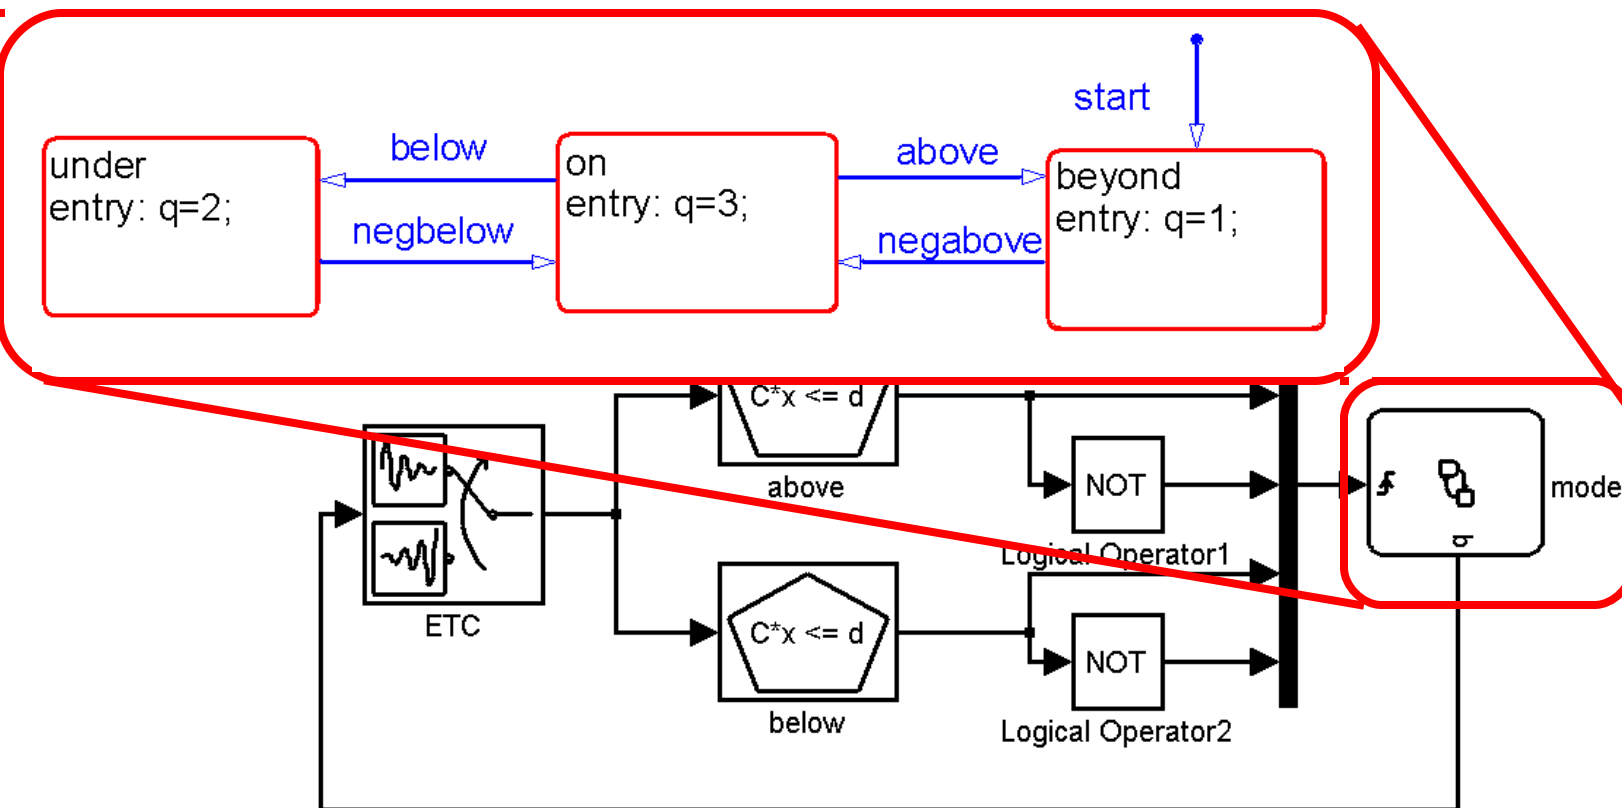 start
under
entry: q=2;
below
negbelow
on
entry: q=3;
above
negabove
beyond
entry: q=1;
C*x <= d
above
NOT
Logical Operator1
ETC
C*x <= d
below
NOT
Logical Operator2
q
mode